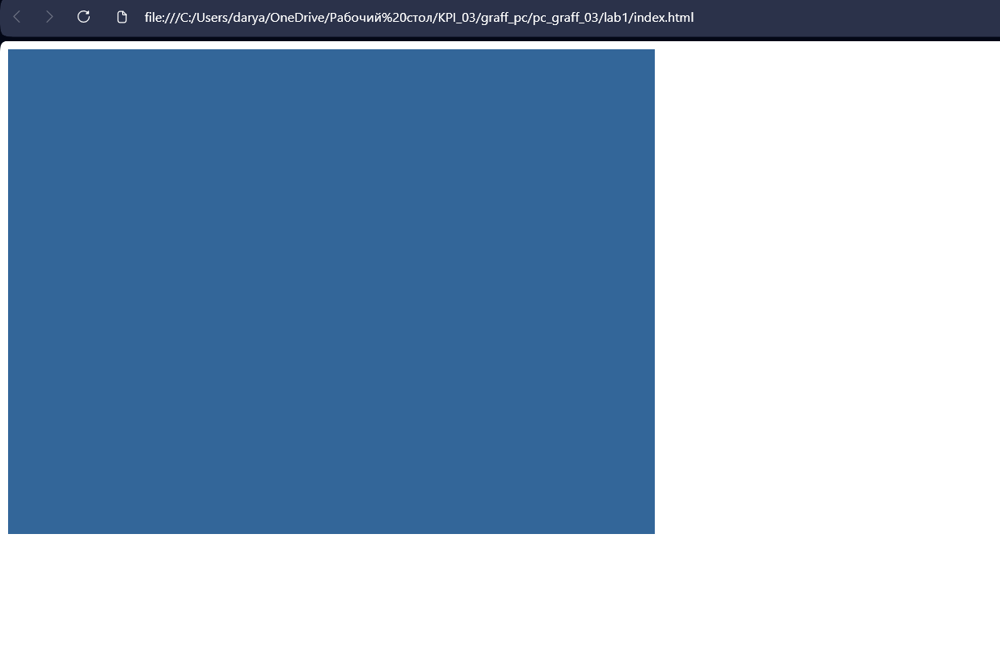 file:///C:/Users/darya/OneDrive/Рабочий%20стол/KPI_03/graff_pc/pc_graff_03/lab1/index.html